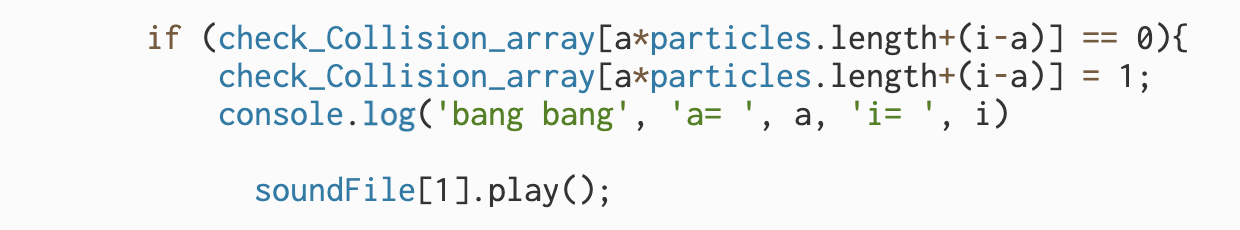 if (check_Collision_array[a*particles.length+(i-a)] == 0){
check_Collision_array[a*particles.length+(i-a)] = 1;
console.log('bang bang', 'a= ', a, 'i= ', i)
soundFile[1].play();